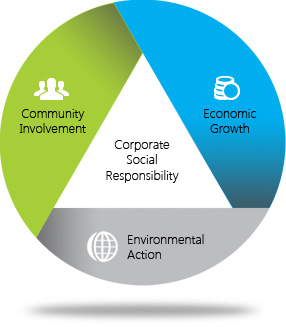 Community
Involvement
Economic
Growth
Corporate
Social
Responsibility
Environmental
Action